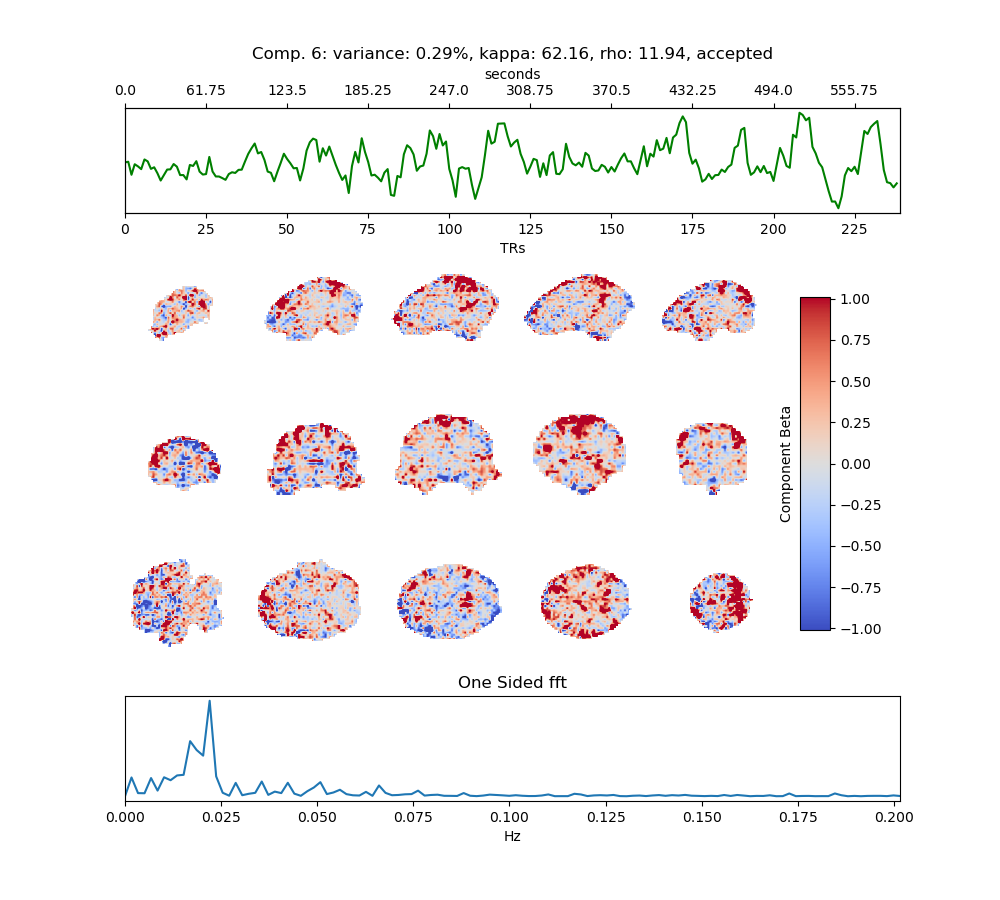 Comp. 6: variance: 0.29%, kappa: 62.16, rho: 11.94, accepted
seconds
0.0 61.75 123.5 185.25 247.0 308.75 370.5 432.25 494.0 555.75
0 25 50 75 100 125 150 175 200 225
TRs
1.00
0.75
0.50
0.25
0.00
−0.25
−0.50
−0.75
−1.00
Component Beta
One Sided fft
0.000 0.025 0.050 0.075 0.100 0.125 0.150 0.175 0.200
Hz